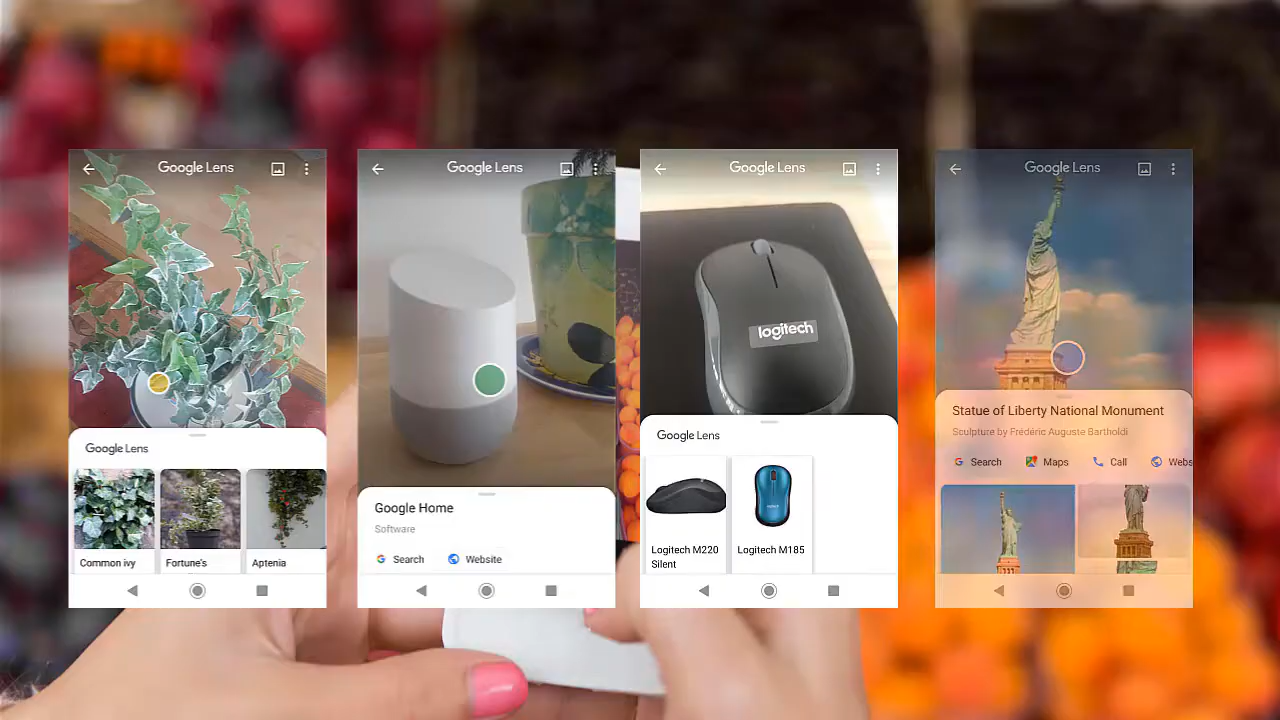 Google Lens
Google Lens
Common ivy
Fortune's
Aptenia
Google Lens
Google Home
Software
Search
Website
Google Lens
logitech
Google Lens
Logitech M220
Silent
Logitech M185
Google Lens
Statue of Liberty National Monument
Sculpture by Frédéric Auguste Bartholdi
Search
Maps
Call
Webs